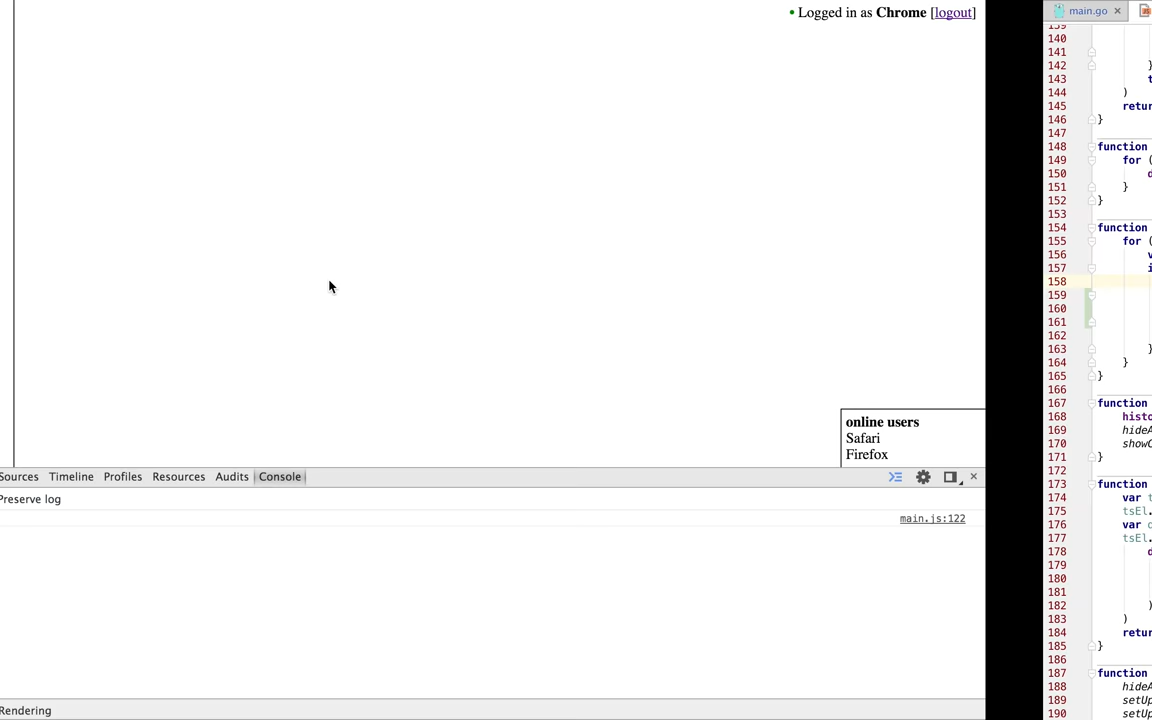 Logged in as Chrome [logout]
online users
Safari
Firefox
Sources Timeline Profiles Resources Audits Console
Preserve log
main.js:122
Rendering
main.go
139
140
141
142 }
143
144 )
145
146 }
147
148 function
149 for (
150
151 }
152 }
153
154 function
155 for (
156
157
158
159
160
161
162
163 }
164 }
165 }
166
167 function
168
169
170
171 }
172
173 function
174 var
175 tsEl.
176 var
177 tsEl.
178
179
180
181
182 )
183 )
184
185 }
186
187 function
188
189
190